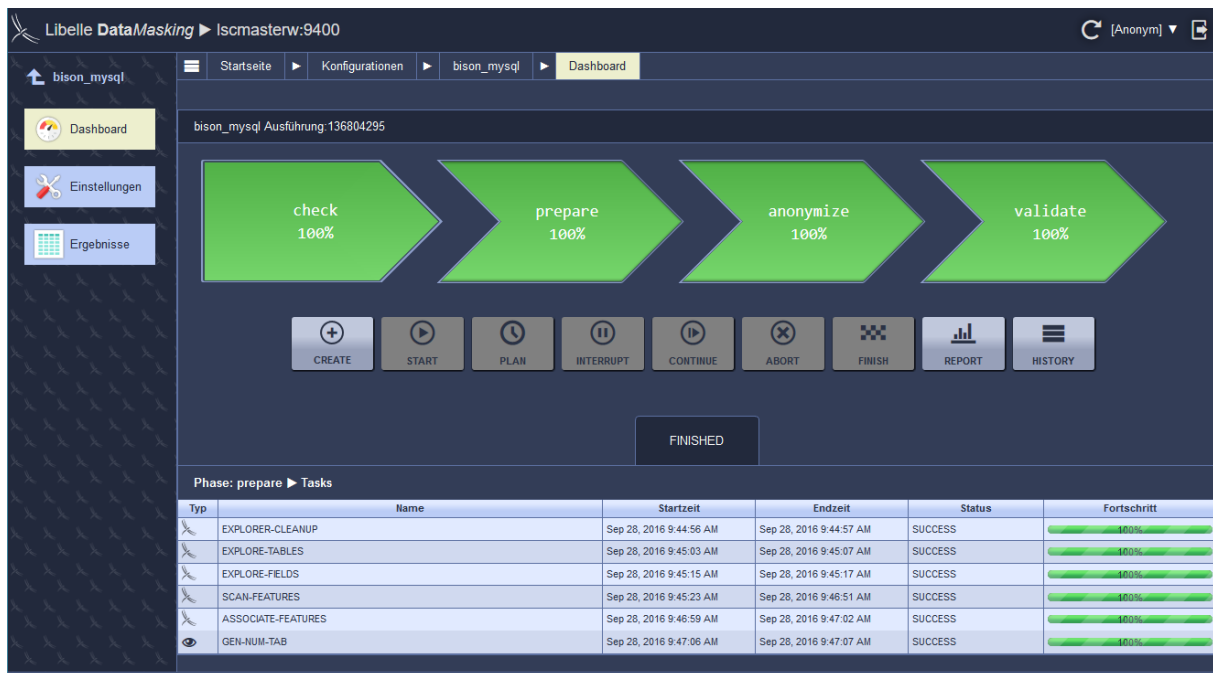 Libelle DataMasking ▶ lscmasterw:9400
[Anonym] ▼
bison_mysql
Startseite ▶ Konfigurationen ▶ bison_mysql ▶ Dashboard
Dashboard
Einstellungen
Ergebnisse
bison_mysql Ausführung:136804295
check
100%
prepare
100%
anonymize
100%
validate
100%
CREATE
START
PLAN
INTERRUPT
CONTINUE
ABORT
FINISH
REPORT
HISTORY
FINISHED
Phase: prepare ▶ Tasks
Typ Name Startzeit Endzeit Status Fortschritt
EXPLORER-CLEANUP Sep 28, 2016 9:44:56 AM Sep 28, 2016 9:44:57 AM SUCCESS 100%
EXPLORE-TABLES Sep 28, 2016 9:45:03 AM Sep 28, 2016 9:45:07 AM SUCCESS 100%
EXPLORE-FIELDS Sep 28, 2016 9:45:15 AM Sep 28, 2016 9:45:17 AM SUCCESS 100%
SCAN-FEATURES Sep 28, 2016 9:45:23 AM Sep 28, 2016 9:46:51 AM SUCCESS 100%
ASSOCIATE-FEATURES Sep 28, 2016 9:46:59 AM Sep 28, 2016 9:47:02 AM SUCCESS 100%
GEN-NUM-TAB Sep 28, 2016 9:47:06 AM Sep 28, 2016 9:47:07 AM SUCCESS 100%